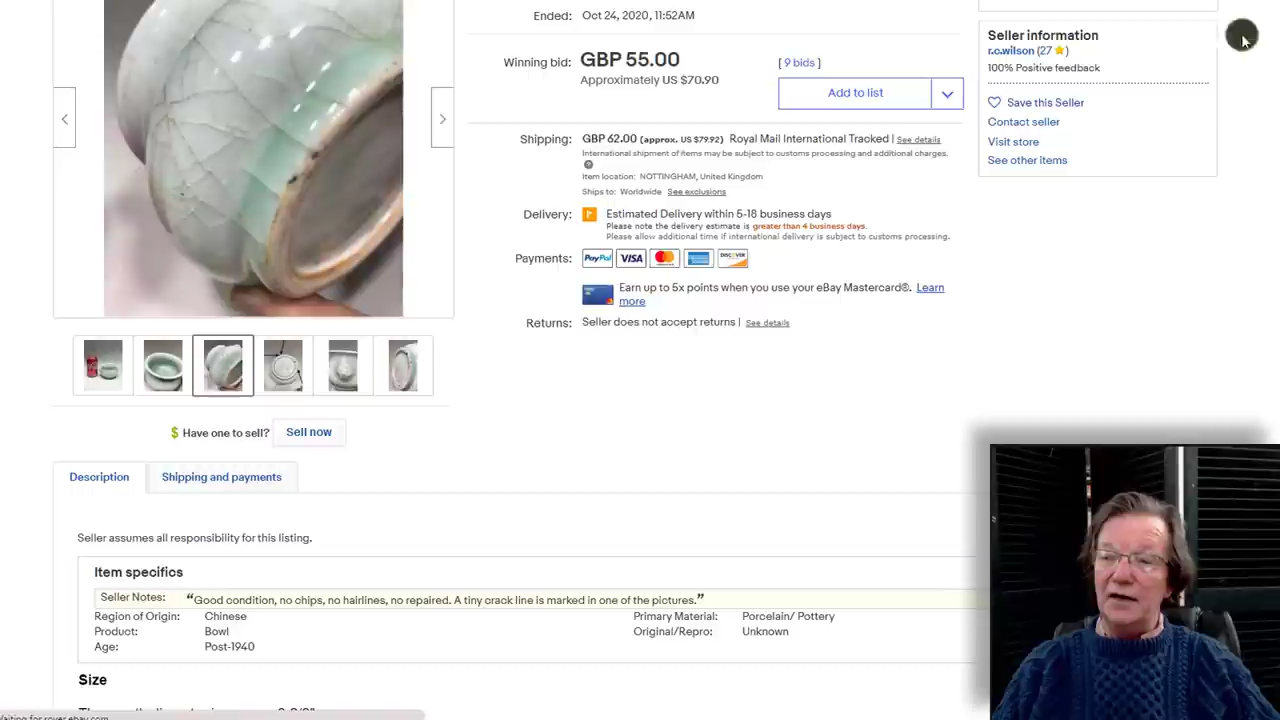 Ended: Oct 24, 2020, 11:52AM
Winning bid: GBP 55.00 [ 9 bids ]
Approximately US $70.90
Add to list
Shipping: GBP 62.00 (approx. US $79.92) Royal Mail International Tracked | See details
International shipment of items may be subject to customs processing and additional charges.
Item location: NOTTINGHAM, United Kingdom
Ships to: Worldwide See exclusions
Delivery: Estimated Delivery within 5-18 business days
Please note the delivery estimate is greater than 4 business days.
Please allow additional time if international delivery is subject to customs processing.
Payments: PayPal VISA MasterCard AMERICAN EXPRESS DISCOVER
Earn up to 5x points when you use your eBay Mastercard®. Learn
more
Returns: Seller does not accept returns | See details
Seller information
r.c.wilson (27 )
100% Positive feedback
Save this Seller
Contact seller
Visit store
See other items
$ Have one to sell? Sell now
Description Shipping and payments
Seller assumes all responsibility for this listing.
Item specifics
Seller Notes: “Good condition, no chips, no hairlines, no repaired. A tiny crack line is marked in one of the pictures.”
Region of Origin: Chinese Primary Material: Porcelain/ Pottery
Product: Bowl Original/Repro: Unknown
Age: Post-1940
Size